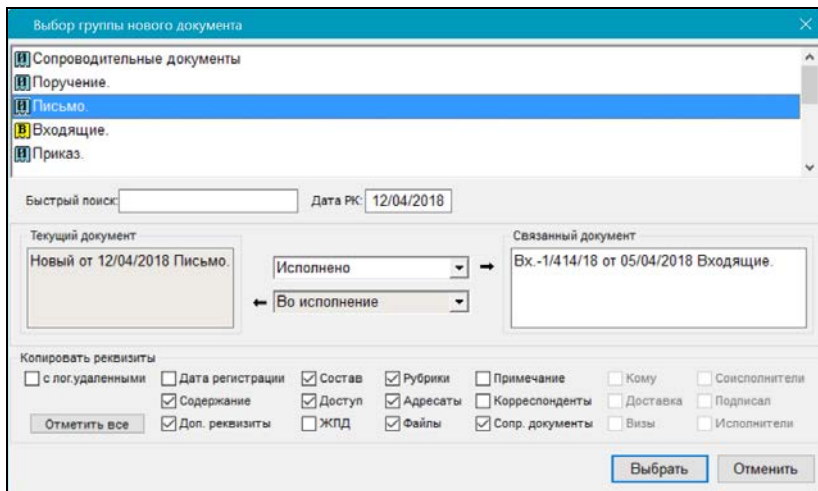 Выбор группы нового документа
Сопроводительные документы
Поручение.
Письмо.
В Входящие.
Приказ.
Быстрый поиск: Дата РК: 12/04/2018
Текущий документ Связанный документ
Новый от 12/04/2018 Письмо. Исполнено Вх.-1/414/18 от 05/04/2018 Входящие.
Во исполнение
Копировать реквизиты
с лог.удаленными Дата регистрации Состав Рубрики Примечание Кому Соисполнители
Содержание Доступ Адресаты Корреспонденты Доставка Подписал
Отметить все Доп. реквизиты ЖПД Файлы Сопр. документы Визы Исполнители
Выбрать Отменить